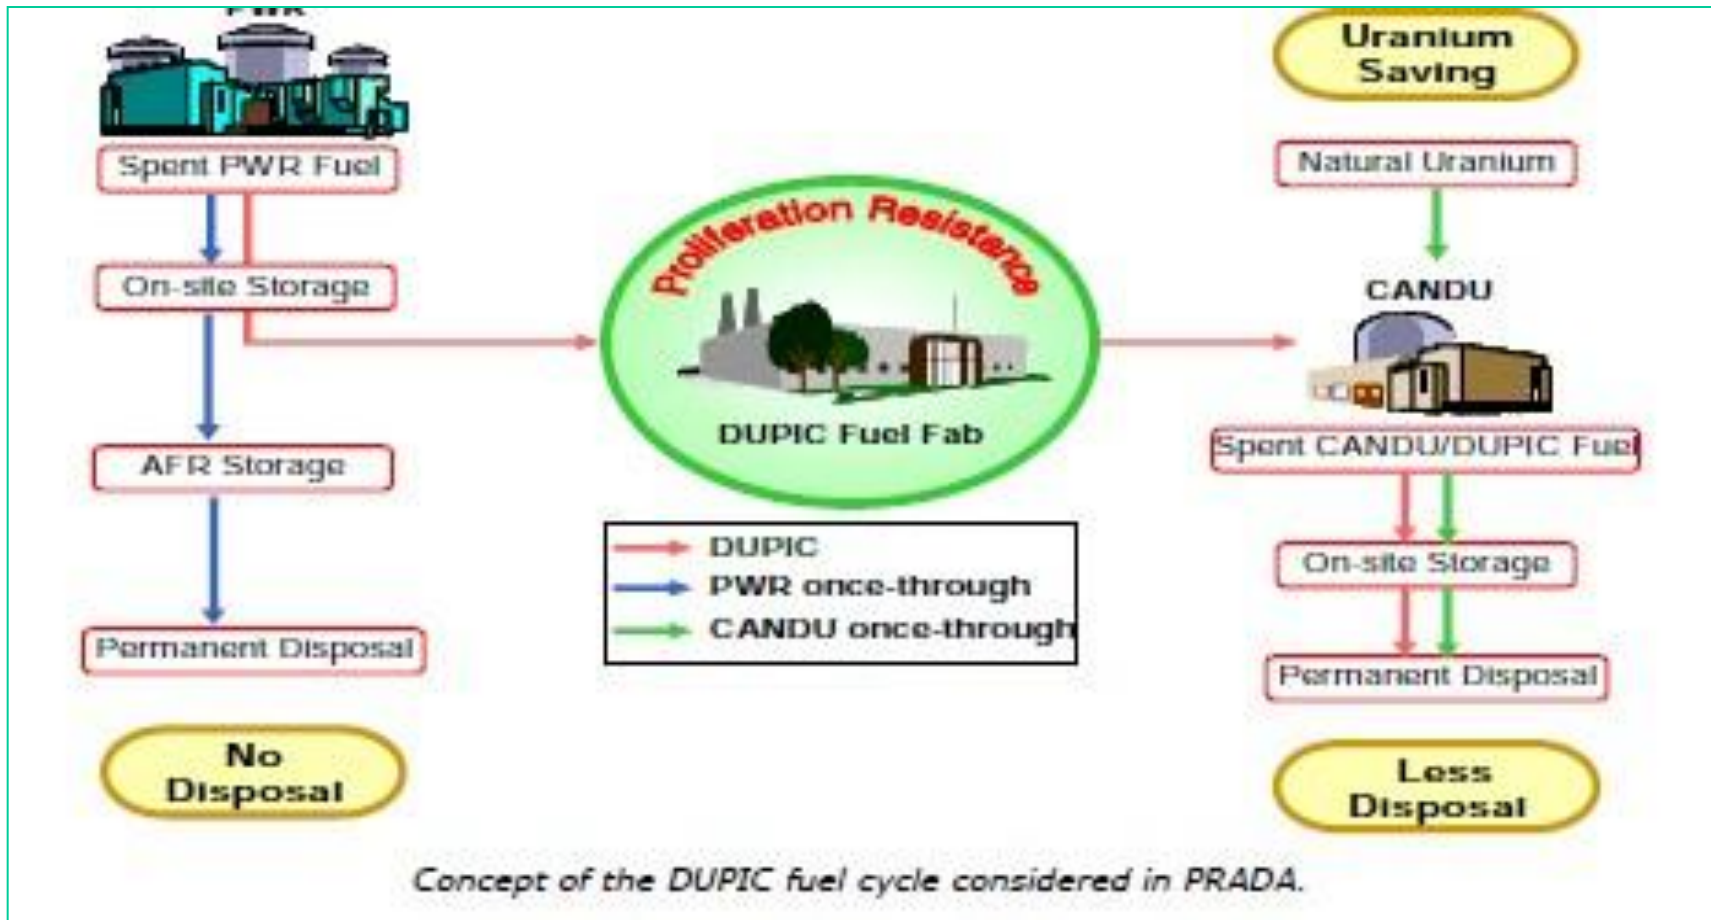 PWR
Spent PWR Fuel
On-site Storage
AFR Storage
Permanent Disposal
No
Disposal
Proliferation Resistance
DUPIC Fuel Fab
DUPIC
PWR once-through
CANDU once-through
Uranium
Saving
Natural Uranium
CANDU
Spent CANDU/DUPIC Fuel
On-site Storage
Permanent Disposal
Less
Disposal
Concept of the DUPIC fuel cycle considered in PRADA.